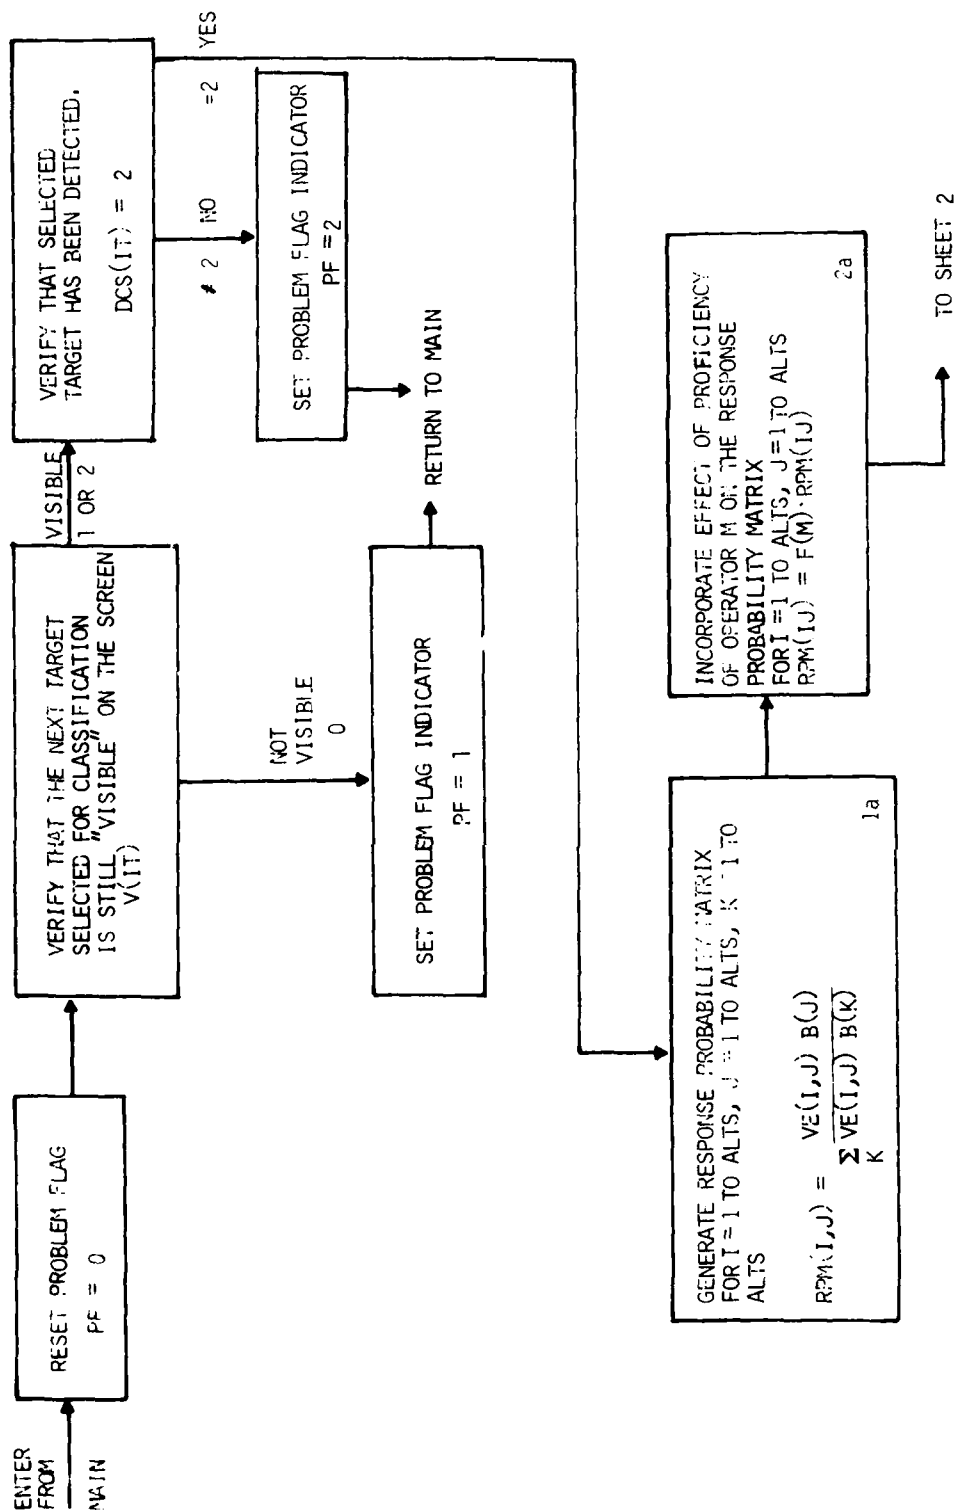 ENTER
FROM
MAIN
RESET PROBLEM FLAG
PF = 0
VERIFY THAT THE NEXT TARGET
SELECTED FOR CLASSIFICATION
IS STILL "VISIBLE" ON THE SCREEN
V(IT)
VISIBLE
1 OR 2
VERIFY THAT SELECTED
TARGET HAS BEEN DETECTED.
DCS(IT) = 2
YES
=2
NO
≠ 2
SET PROBLEM FLAG INDICATOR
PF = 2
RETURN TO MAIN
NOT
VISIBLE
0
SET PROBLEM FLAG INDICATOR
PF = 1
GENERATE RESPONSE PROBABILITY MATRIX
FOR I = 1 TO ALTS, J = 1 TO ALTS, K 1 TO
ALTS
RPM(I,J) = VE(I,J) B(J)
Σ VE(I,J) B(K)
K
1a
INCORPORATE EFFECT OF PROFICIENCY
OF OPERATOR M ON THE RESPONSE
PROBABILITY MATRIX
FOR I = 1 TO ALTS, J = 1 TO ALTS
RPM(IJ) = F(M)·RPM(IJ)
2a
TO SHEET 2